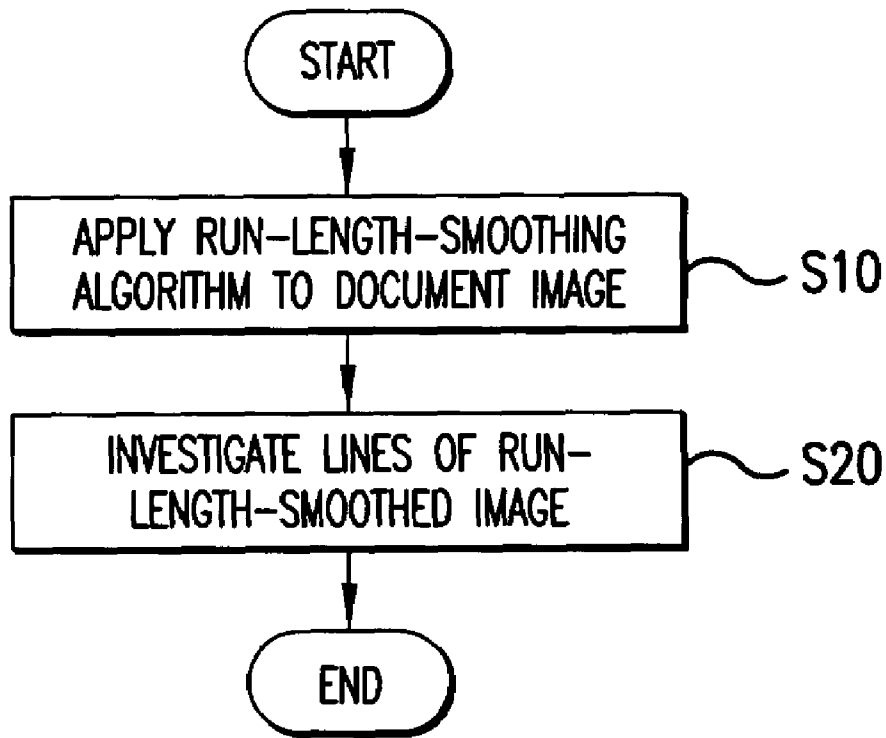 START
APPLY RUN-LENGTH-SMOOTHING
ALGORITHM TO DOCUMENT IMAGE
S10
INVESTIGATE LINES OF RUN-
LENGTH-SMOOTHED IMAGE
S20
END